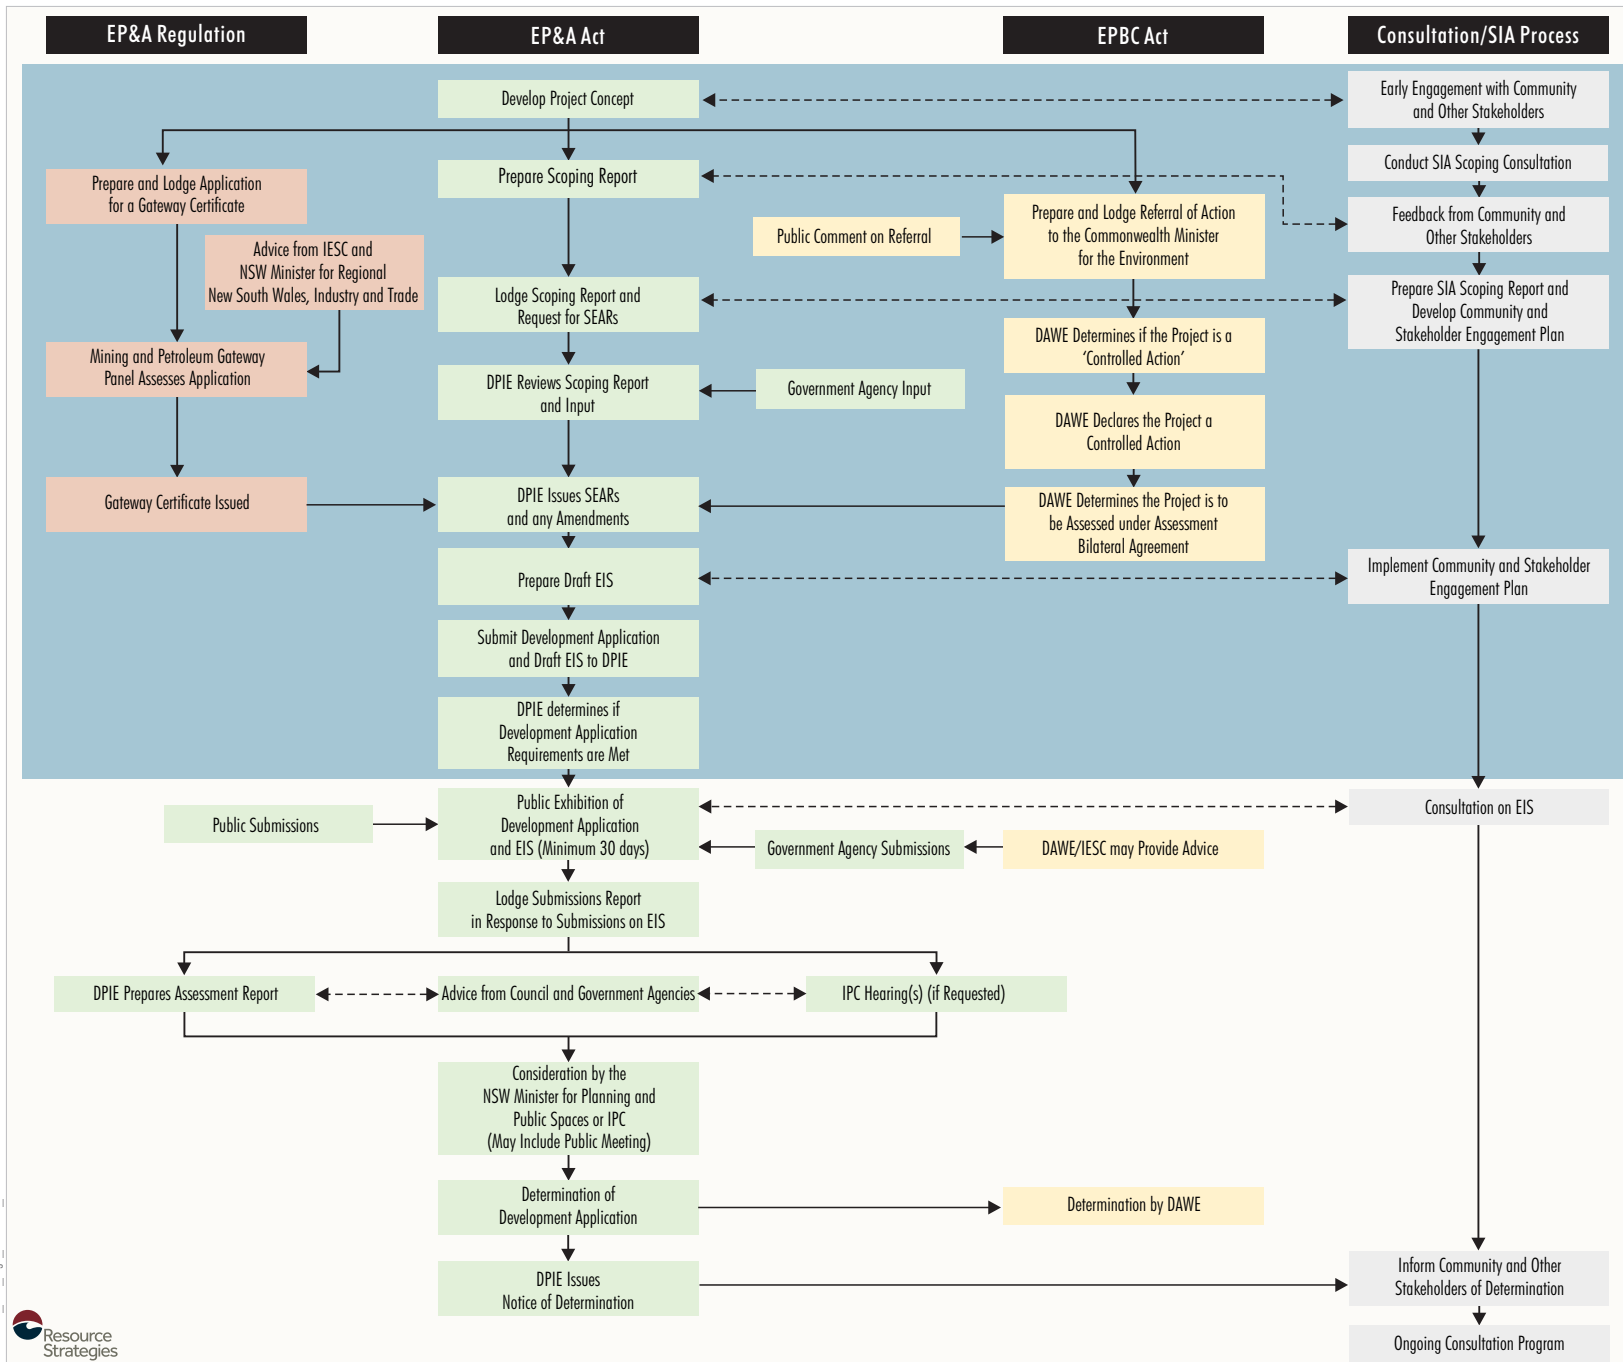 EP&A Regulation
EP&A Act
EPBC Act
Consultation/SIA Process
Develop Project Concept
Early Engagement with Community
and Other Stakeholders
Conduct SIA Scoping Consultation
Prepare and Lodge Application
for a Gateway Certificate
Prepare Scoping Report
Public Comment on Referral
Prepare and Lodge Referral of Action
to the Commonwealth Minister
for the Environment
Feedback from Community and
Other Stakeholders
Advice from IESC and
NSW Minister for Regional
New South Wales, Industry and Trade
Lodge Scoping Report and
Request for SEARs
Prepare SIA Scoping Report and
Develop Community and
Stakeholder Engagement Plan
DAWE Determines if the Project is a
'Controlled Action'
Mining and Petroleum Gateway
Panel Assesses Application
DPIE Reviews Scoping Report
and Input
Government Agency Input
DAWE Declares the Project a
Controlled Action
Gateway Certificate Issued
DPIE Issues SEARs
and any Amendments
DAWE Determines the Project is to
be Assessed under Assessment
Bilateral Agreement
Prepare Draft EIS
Implement Community and Stakeholder
Engagement Plan
Submit Development Application
and Draft EIS to DPIE
DPIE determines if
Development Application
Requirements are Met
Public Submissions
Public Exhibition of
Development Application
and EIS (Minimum 30 days)
Consultation on EIS
Government Agency Submissions
DAWE/IESC may Provide Advice
Lodge Submissions Report
in Response to Submissions on EIS
DPIE Prepares Assessment Report
Advice from Council and Government Agencies
IPC Hearing(s) (if Requested)
Consideration by the
NSW Minister for Planning and
Public Spaces or IPC
(May Include Public Meeting)
Determination of
Development Application
Determination by DAWE
DPIE Issues
Notice of Determination
Inform Community and Other
Stakeholders of Determination
Ongoing Consultation Program
Resource
Strategies